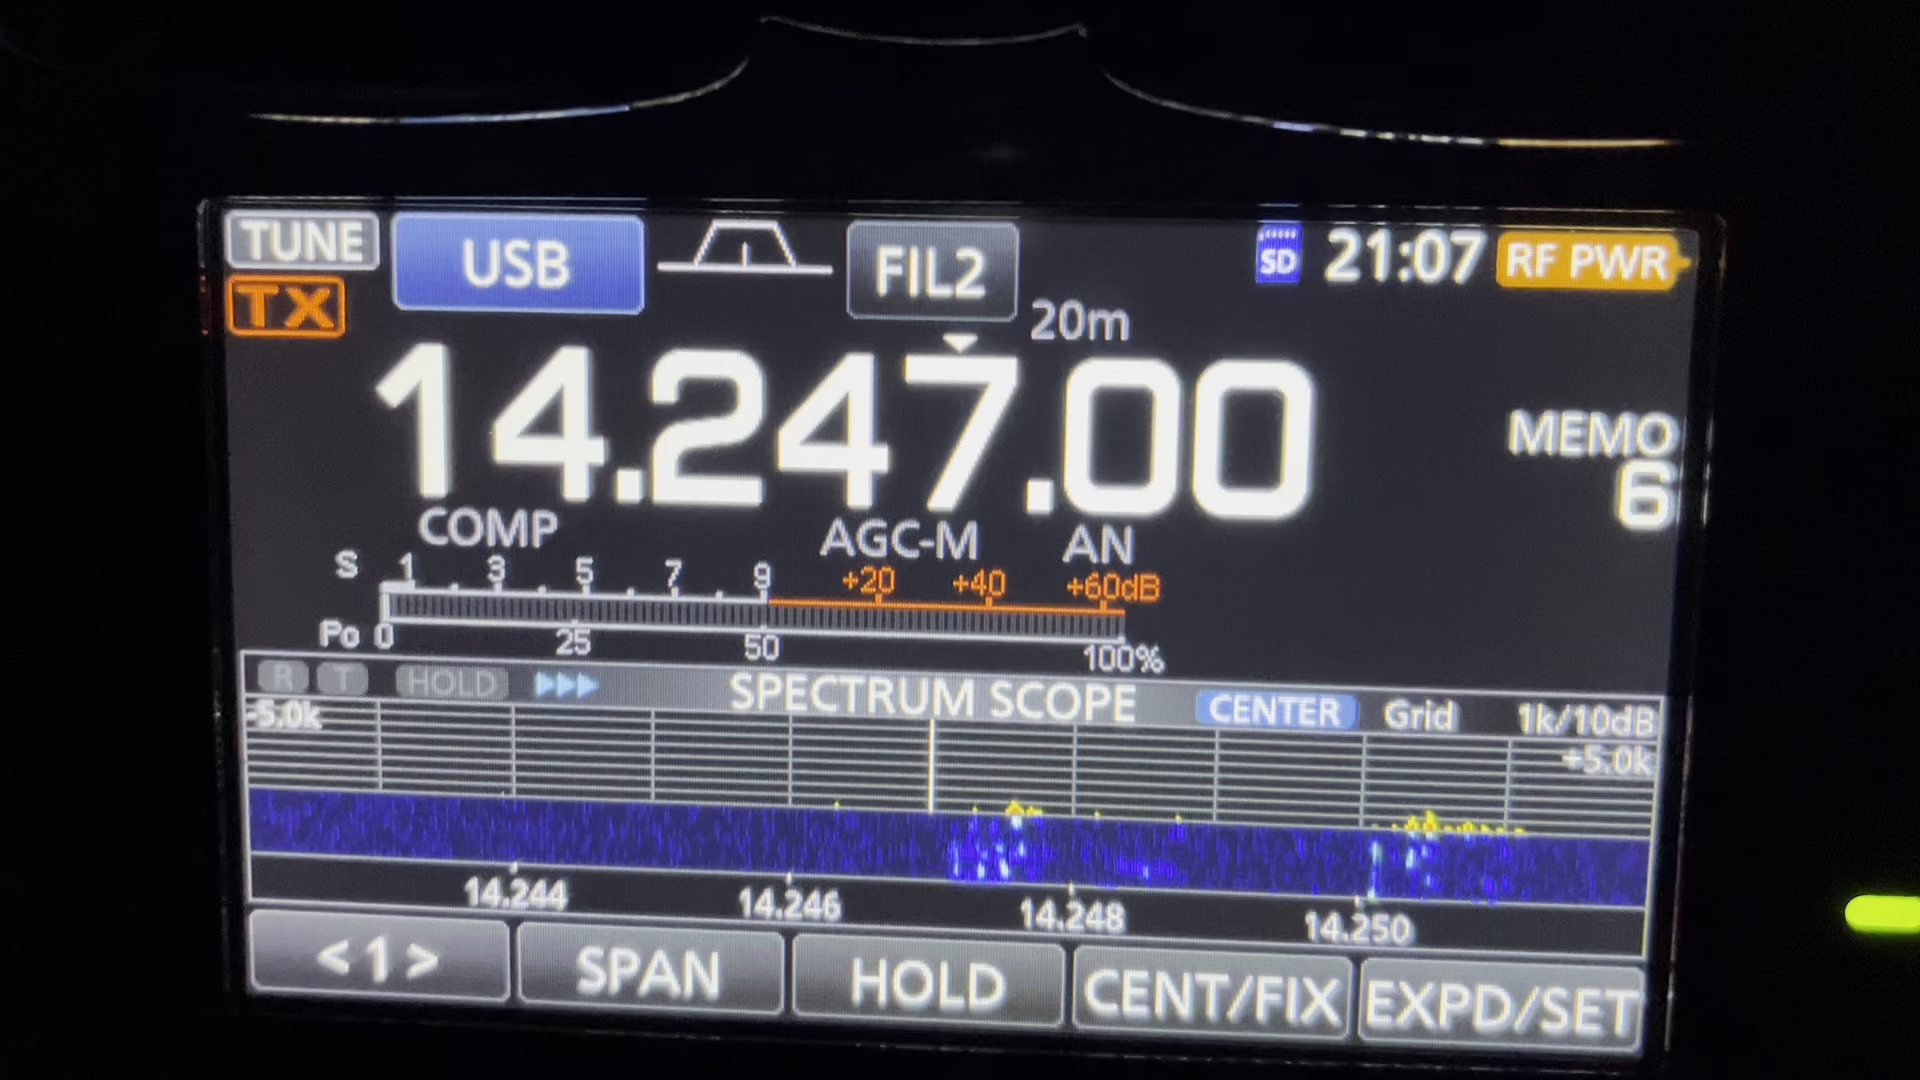 TUNE USB FIL2 SD 21:07 RF PWR
TX 20m
14.247.00
MEMO
6
COMP AGC-M AN
S 1 3 5 7 9 +20 +40 +60dB
Po 0 25 50 100%
R T HOLD SPECTRUM SCOPE CENTER Grid 1k/10dB
-5.0k +5.0k
14.244 14.246 14.248 14.250
<1> SPAN HOLD CENT/FIX EXPD/SET